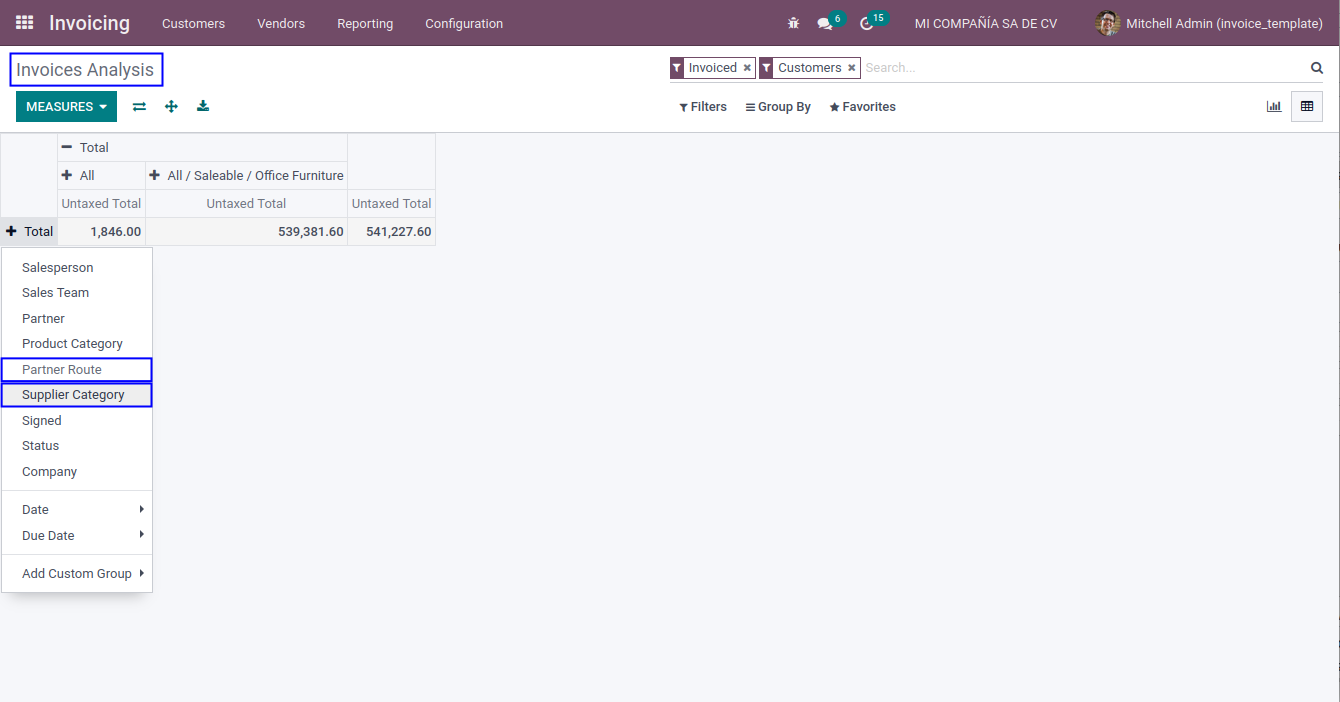 Invoicing Customers Vendors Reporting Configuration 6 15 MI COMPAÑÍA SA DE CV Mitchell Admin (invoice_template)
Invoices Analysis Invoiced × Customers × Search...
MEASURES Filters Group By Favorites
Total
All All / Saleable / Office Furniture
Untaxed Total Untaxed Total Untaxed Total
Total 1,846.00 539,381.60 541,227.60
Salesperson
Sales Team
Partner
Product Category
Partner Route
Supplier Category
Signed
Status
Company
Date
Due Date
Add Custom Group